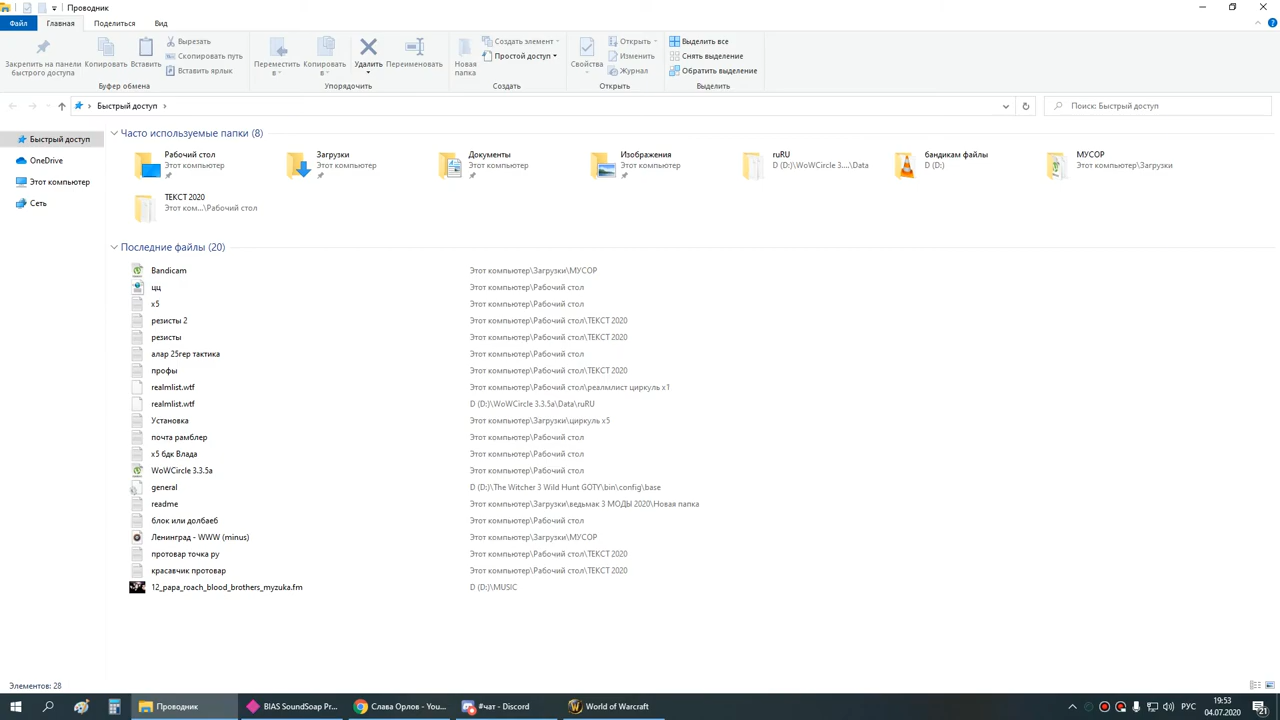 Проводник
Файл Главная Поделиться Вид
Закрепить на панели быстрого доступа
Копировать
Вставить
Вырезать
Скопировать путь
Вставить ярлык
Буфер обмена
Переместить в
Копировать в
Удалить
Переименовать
Упорядочить
Новая папка
Создать элемент
Простой доступ
Создать
Свойства
Открыть
Изменить
Журнал
Открыть
Выделить все
Снять выделение
Обратить выделение
Выделить
Быстрый доступ
Поиск: Быстрый доступ
Быстрый доступ
OneDrive
Этот компьютер
Сеть
Часто используемые папки (8)
Рабочий стол
Этот компьютер
Загрузки
Этот компьютер
Документы
Этот компьютер
Изображения
Этот компьютер
ruRU
D (D:)\WoWCircle 3....\Data
бандикам файлы
D (D:)
МУСОР
Этот компьютер\Загрузки
ТЕКСТ 2020
Этот ком...\Рабочий стол
Последние файлы (20)
Bandicam Этот компьютер\Загрузки\МУСОР
цц Этот компьютер\Рабочий стол
x5 Этот компьютер\Рабочий стол
резисты 2 Этот компьютер\Рабочий стол\ТЕКСТ 2020
резисты Этот компьютер\Рабочий стол\ТЕКСТ 2020
алар 25гер тактика Этот компьютер\Рабочий стол
профы Этот компьютер\Рабочий стол\ТЕКСТ 2020
realmlist.wtf Этот компьютер\Рабочий стол\реалмлист циркуль x1
realmlist.wtf D (D:)\WoWCircle 3.3.5a\Data\ruRU
Установка Этот компьютер\Загрузки\циркуль x5
почта рамблер Этот компьютер\Рабочий стол
x5 бдк Влада Этот компьютер\Рабочий стол
WoWCircle 3.3.5a Этот компьютер\Рабочий стол
general D (D:)\The Witcher 3 Wild Hunt GOTY\bin\config\base
readme Этот компьютер\Загрузки\ведьмак 3 МОДЫ 2020\Новая папка
блок или долбаеб Этот компьютер\Рабочий стол
Ленинград - WWW (minus) Этот компьютер\Загрузки\МУСОР
протовар точка ру Этот компьютер\Рабочий стол\ТЕКСТ 2020
красавчик протовар Этот компьютер\Рабочий стол\ТЕКСТ 2020
12_papa_roach_blood_brothers_myzuka.fm D (D:)\MUSIC
Элементов: 28
Проводник
BIAS SoundSoap Pr...
Слава Орлов - You...
#чат - Discord
World of Warcraft
РУС
19:53
04.07.2020